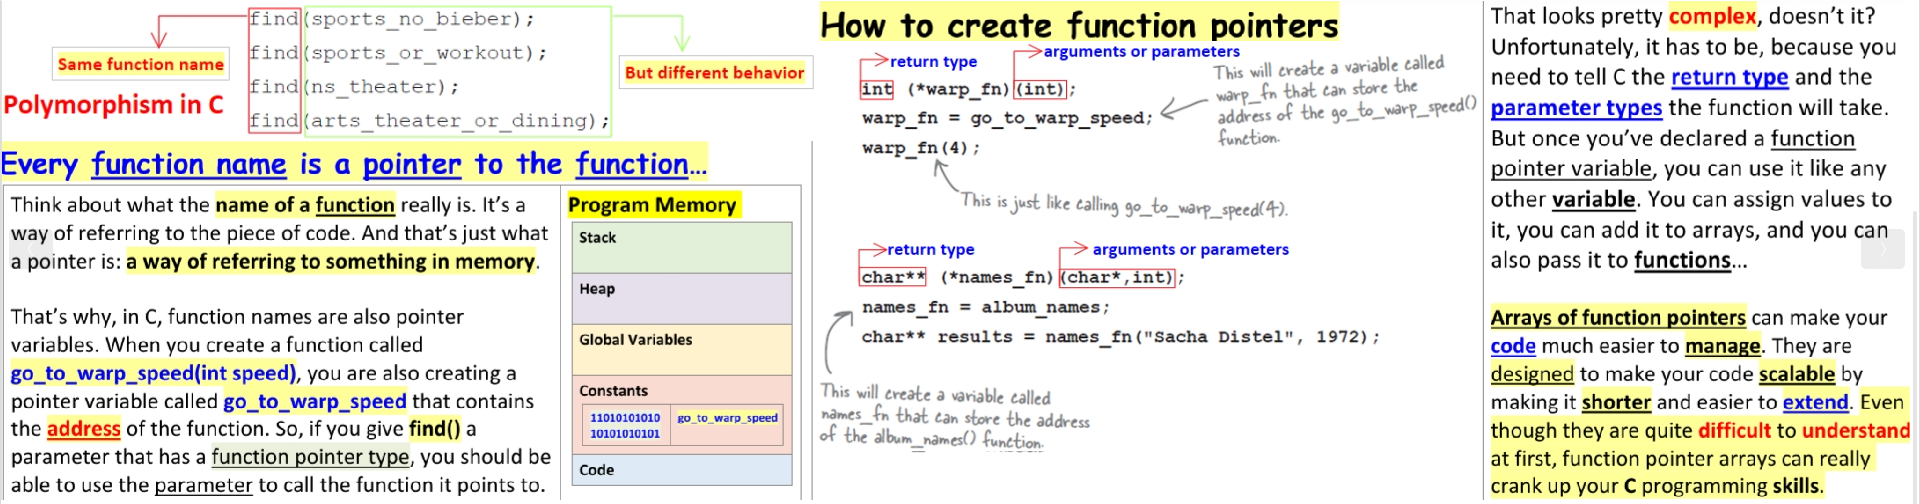 find(sports_no_bieber);
find(sports_or_workout);
find(ns_theater);
find(arts_theater_or_dining);
Same function name
But different behavior
Polymorphism in C
Every function name is a pointer to the function...
Think about what the name of a function really is. It's a
way of referring to the piece of code. And that's just what
a pointer is: a way of referring to something in memory.
That's why, in C, function names are also pointer
variables. When you create a function called
go_to_warp_speed(int speed), you are also creating a
pointer variable called go_to_warp_speed that contains
the address of the function. So, if you give find() a
parameter that has a function pointer type, you should be
able to use the parameter to call the function it points to.
Program Memory
Stack
Heap
Global Variables
Constants
11010101010
10101010101
go_to_warp_speed
Code
How to create function pointers
return type
arguments or parameters
int (*warp_fn)(int);
warp_fn = go_to_warp_speed;
warp_fn(4);
This will create a variable called
warp_fn that can store the
address of the go_to_warp_speed()
function.
This is just like calling go_to_warp_speed(4).
return type
arguments or parameters
char** (*names_fn)(char*,int);
names_fn = album_names;
char** results = names_fn("Sacha Distel", 1972);
This will create a variable called
names_fn that can store the address
of the album_names() function.
That looks pretty complex, doesn't it?
Unfortunately, it has to be, because you
need to tell C the return type and the
parameter types the function will take.
But once you've declared a function
pointer variable, you can use it like any
other variable. You can assign values to
it, you can add it to arrays, and you can
also pass it to functions...
Arrays of function pointers can make your
code much easier to manage. They are
designed to make your code scalable by
making it shorter and easier to extend. Even
though they are quite difficult to understand
at first, function pointer arrays can really
crank up your C programming skills.